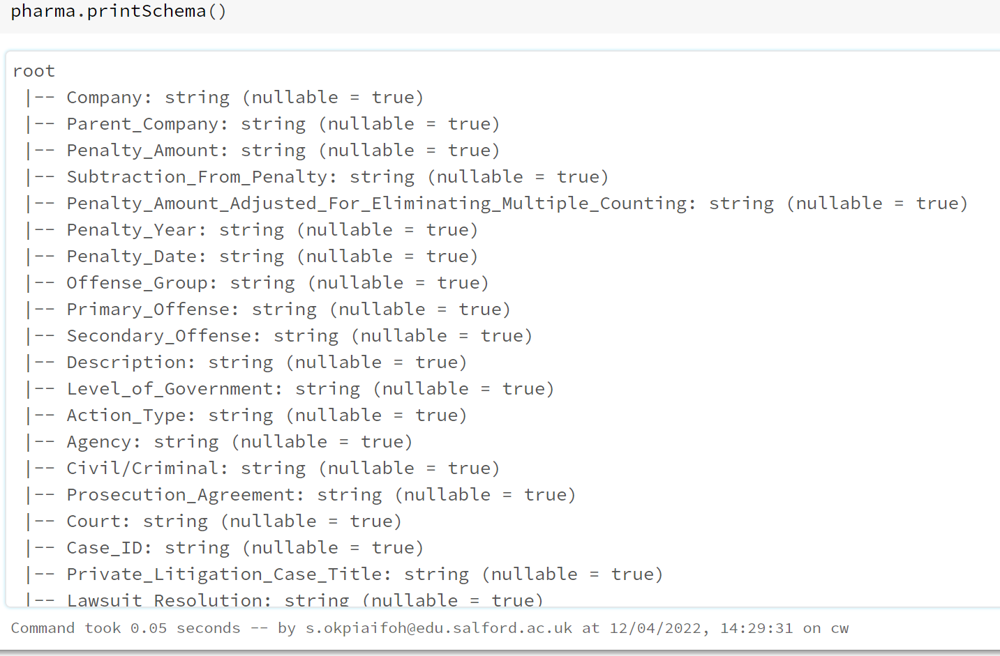 pharma.printSchema()
root
|-- Company: string (nullable = true)
|-- Parent_Company: string (nullable = true)
|-- Penalty_Amount: string (nullable = true)
|-- Subtraction_From_Penalty: string (nullable = true)
|-- Penalty_Amount_Adjusted_For_Eliminating_Multiple_Counting: string (nullable = true)
|-- Penalty_Year: string (nullable = true)
|-- Penalty_Date: string (nullable = true)
|-- Offense_Group: string (nullable = true)
|-- Primary_Offense: string (nullable = true)
|-- Secondary_Offense: string (nullable = true)
|-- Description: string (nullable = true)
|-- Level_of_Government: string (nullable = true)
|-- Action_Type: string (nullable = true)
|-- Agency: string (nullable = true)
|-- Civil/Criminal: string (nullable = true)
|-- Prosecution_Agreement: string (nullable = true)
|-- Court: string (nullable = true)
|-- Case_ID: string (nullable = true)
|-- Private_Litigation_Case_Title: string (nullable = true)
|-- Lawsuit Resolution: string (nullable = true)
Command took 0.05 seconds -- by s.okpiaifoh@edu.salford.ac.uk at 12/04/2022, 14:29:31 on cw